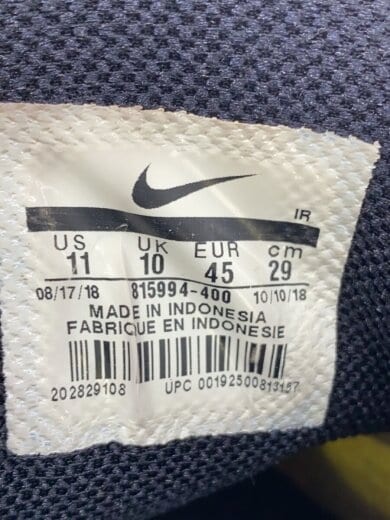 IR
US UK EUR cm
11 10 45 29
08/17/18 815994-400 10/10/18
MADE IN INDONESIA
FABRIQUE EN INDONESIE
202829108 UPC 00192500813157